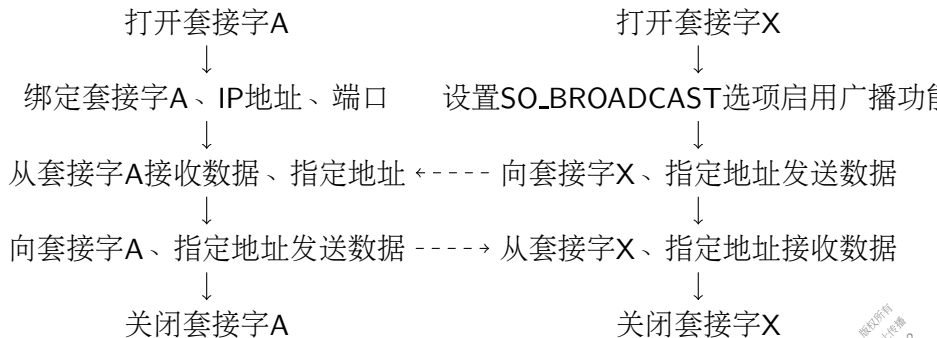 打开套接字A
打开套接字X
绑定套接字A、IP地址、端口
设置SO_BROADCAST选项启用广播功能
从套接字A接收数据、指定地址
向套接字X、指定地址发送数据
向套接字A、指定地址发送数据
从套接字X、指定地址接收数据
关闭套接字A
关闭套接字X
版权所有